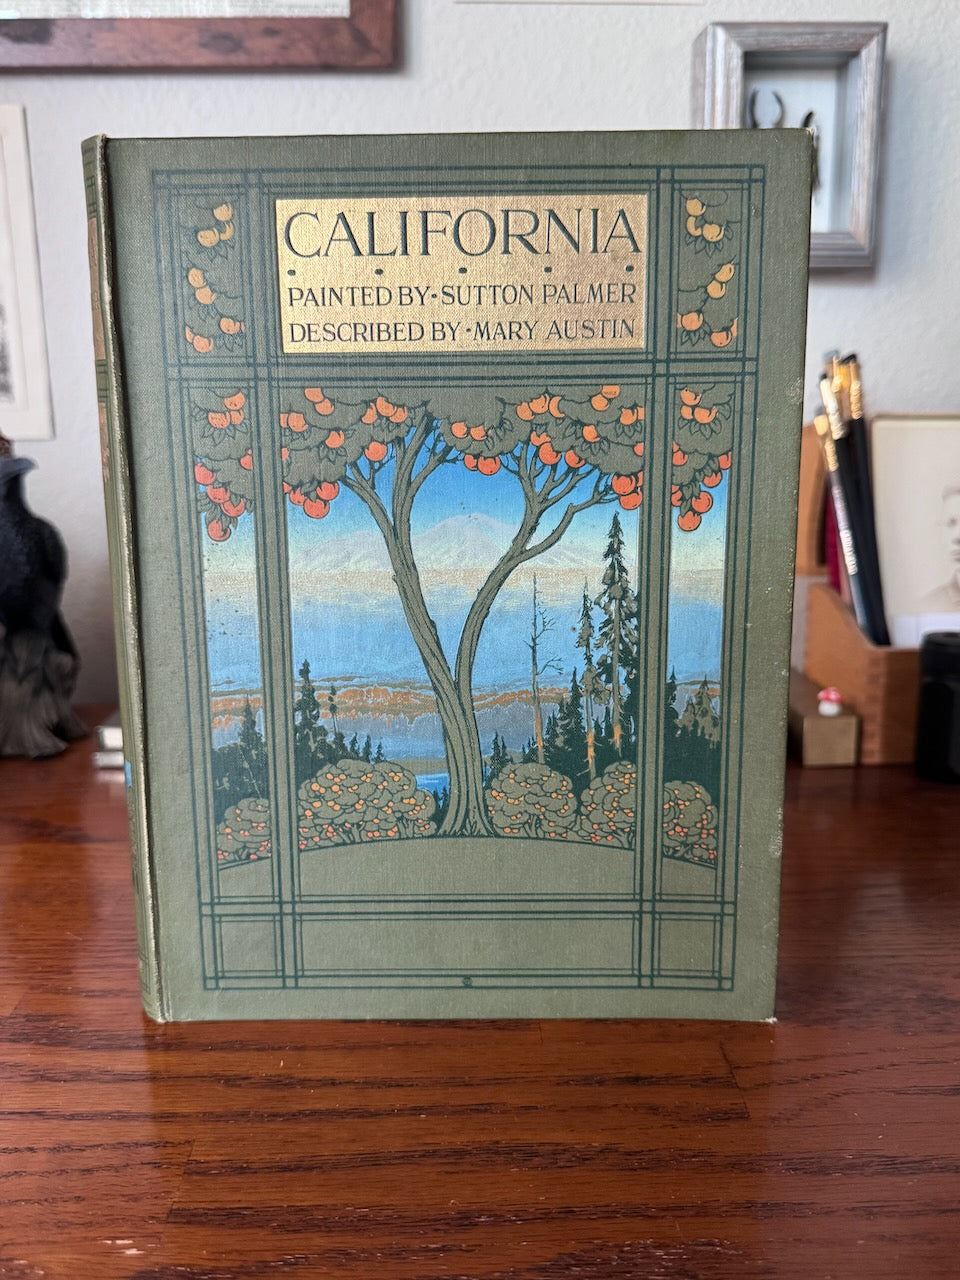 CALIFORNIA
PAINTED BY·SUTTON PALMER
DESCRIBED BY·MARY AUSTIN